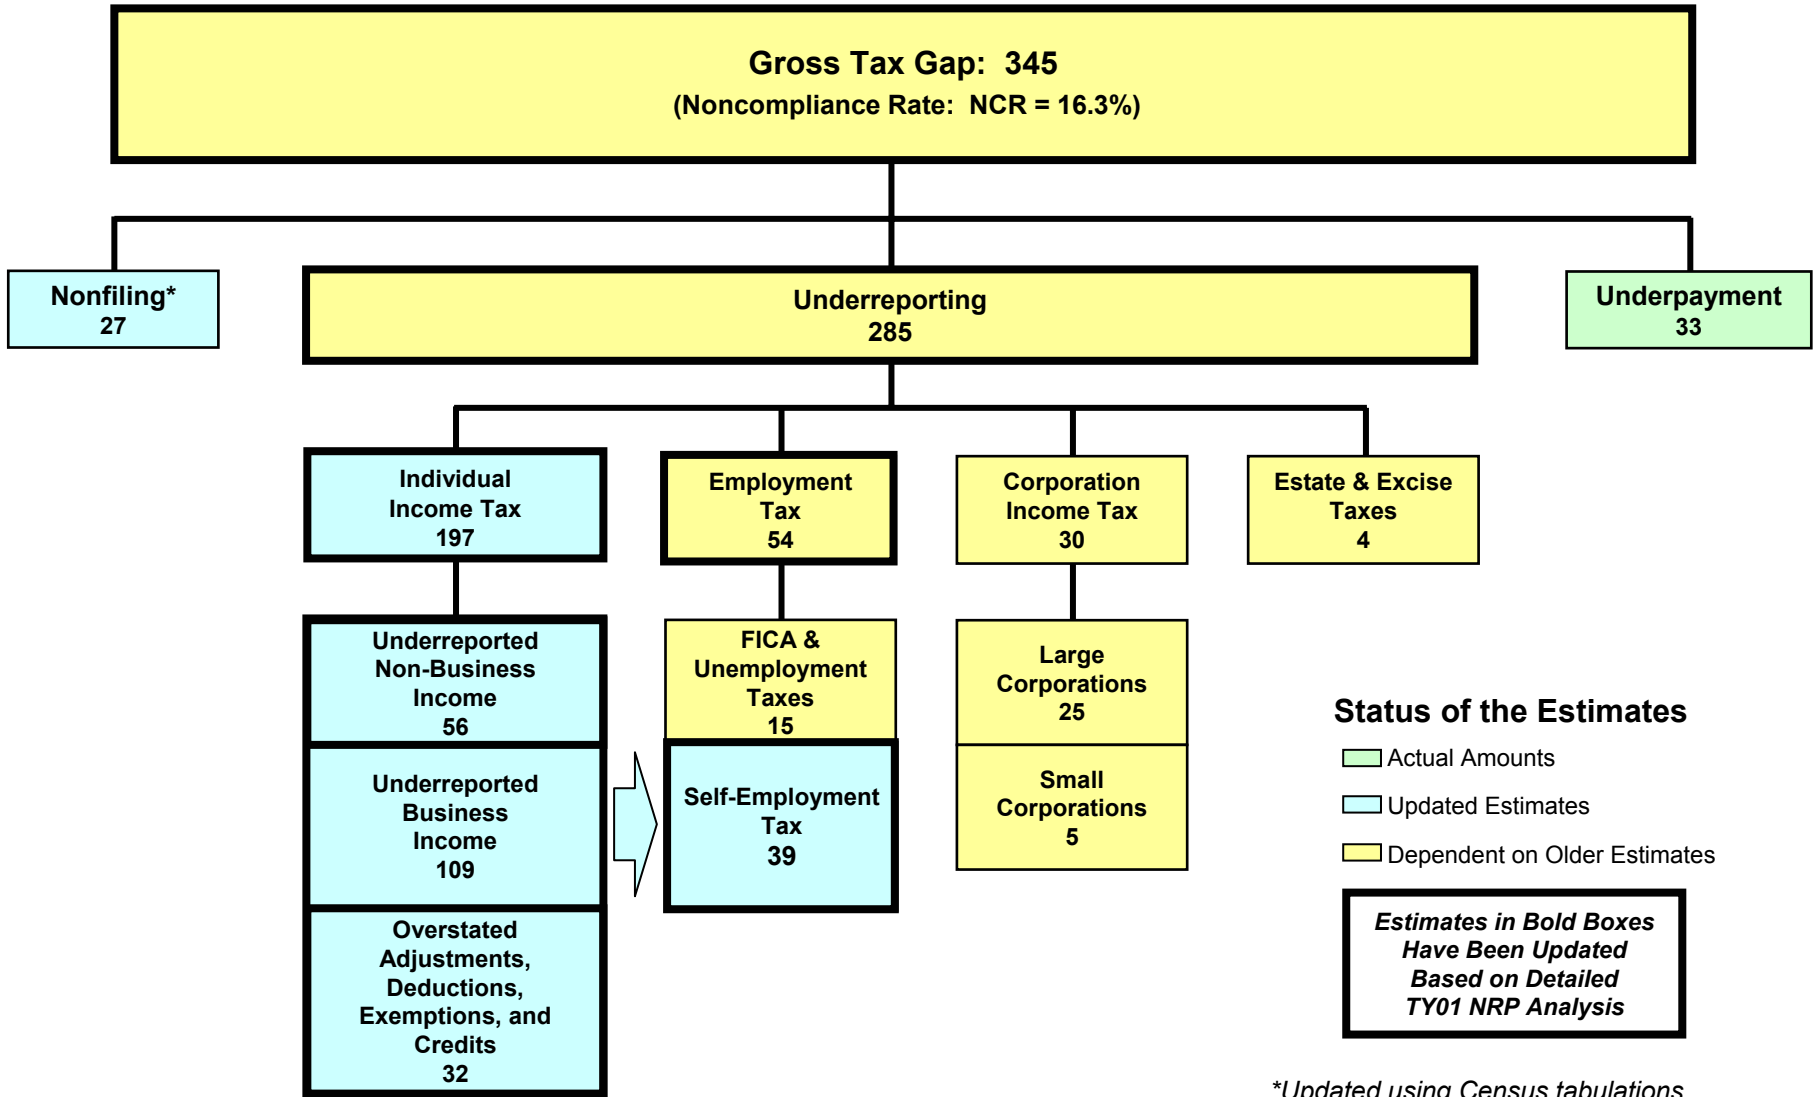 Gross Tax Gap: 345
(Noncompliance Rate: NCR = 16.3%)
Nonfiling*
27
Underreporting
285
Underpayment
33
Individual
Income Tax
197
Employment
Tax
54
Corporation
Income Tax
30
Estate & Excise
Taxes
4
Underreported
Non-Business
Income
56
Underreported
Business
Income
109
Overstated
Adjustments,
Deductions,
Exemptions, and
Credits
32
FICA &
Unemployment
Taxes
15
Self-Employment
Tax
39
Large
Corporations
25
Small
Corporations
5
Status of the Estimates
Actual Amounts
Updated Estimates
Dependent on Older Estimates
Estimates in Bold Boxes
Have Been Updated
Based on Detailed
TY01 NRP Analysis
*Updated using Census tabulations